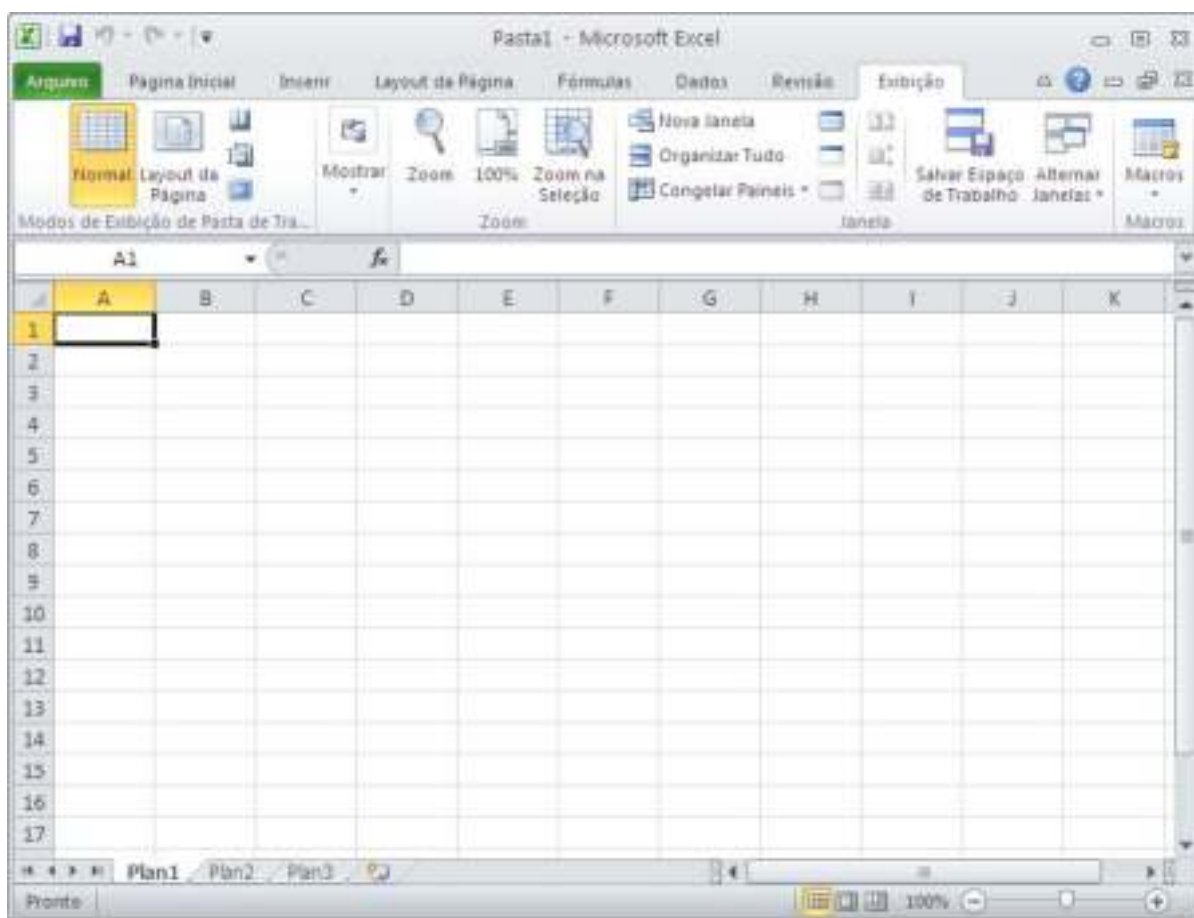 Pasta1 - Microsoft Excel
Arquivo Página Inicial Inserir Layout da Página Fórmulas Dados Revisão Exibição
Normal Layout da Página
Mostrar
Zoom 100% Zoom na Seleção
Nova Janela
Organizar Tudo
Congelar Painéis
Salvar Espaço de Trabalho Alternar Janelas
Macros
Modos de Exibição de Pasta de Tra... Zoom Janela Macros
A1 fx
A B C D E F G H I J K
1
2
3
4
5
6
7
8
9
10
11
12
13
14
15
16
17
Plan1 Plan2 Plan3
Pronto 100%